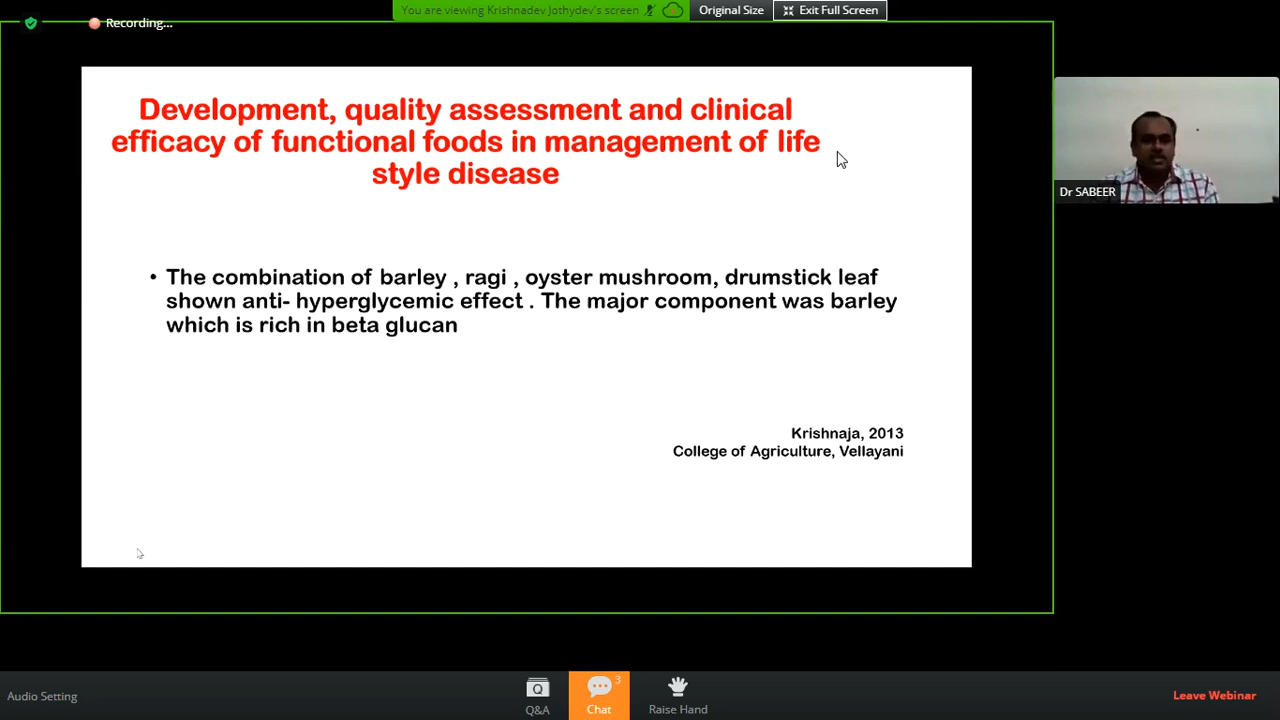 You are viewing Krishnadev Jothydev's screen
Original Size
Exit Full Screen
Recording...
Development, quality assessment and clinical
efficacy of functional foods in management of life
style disease
Dr SABEER
• The combination of barley , ragi , oyster mushroom, drumstick leaf
shown anti- hyperglycemic effect . The major component was barley
which is rich in beta glucan
Krishnaja, 2013
College of Agriculture, Vellayani
Audio Setting
Q
Q&A
3
Chat
Raise Hand
Leave Webinar